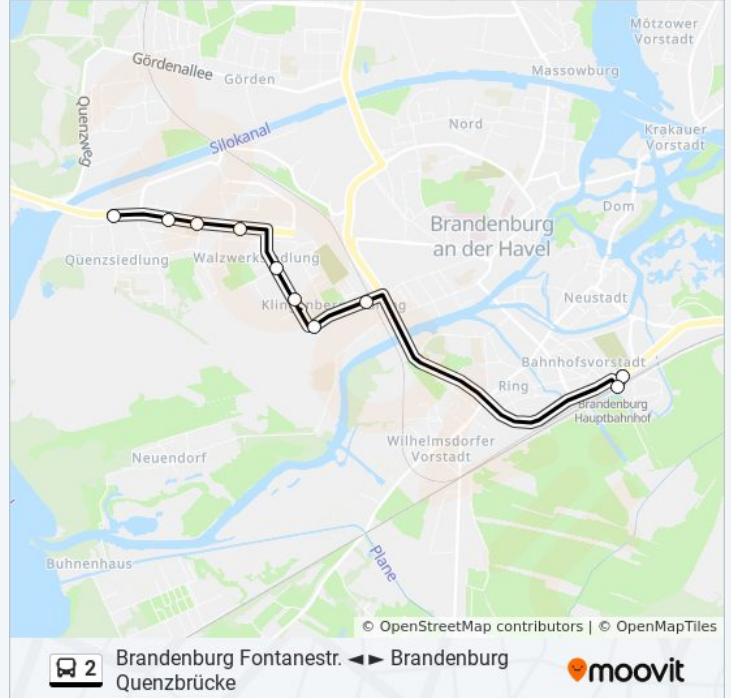 Mötzower
Vorstadt
Gördenallee
Görden
Massowburg
Quenzweg
Silokanal
Nord
Krakauer
Vorstadt
Dom
Brandenburg
an der Havel
Quenzsiedlung
Walzwerksiedlung
Neustadt
Bahnhofsvorstadt
Ring
Brandenburg
Hauptbahnhof
Wilhelmsdorfer
Vorstadt
Neuendorf
Plane
Buhnenhaus
© OpenStreetMap contributors | © OpenMapTiles
2
Brandenburg Fontanestr. ◄► Brandenburg
Quenzbrücke
moovit